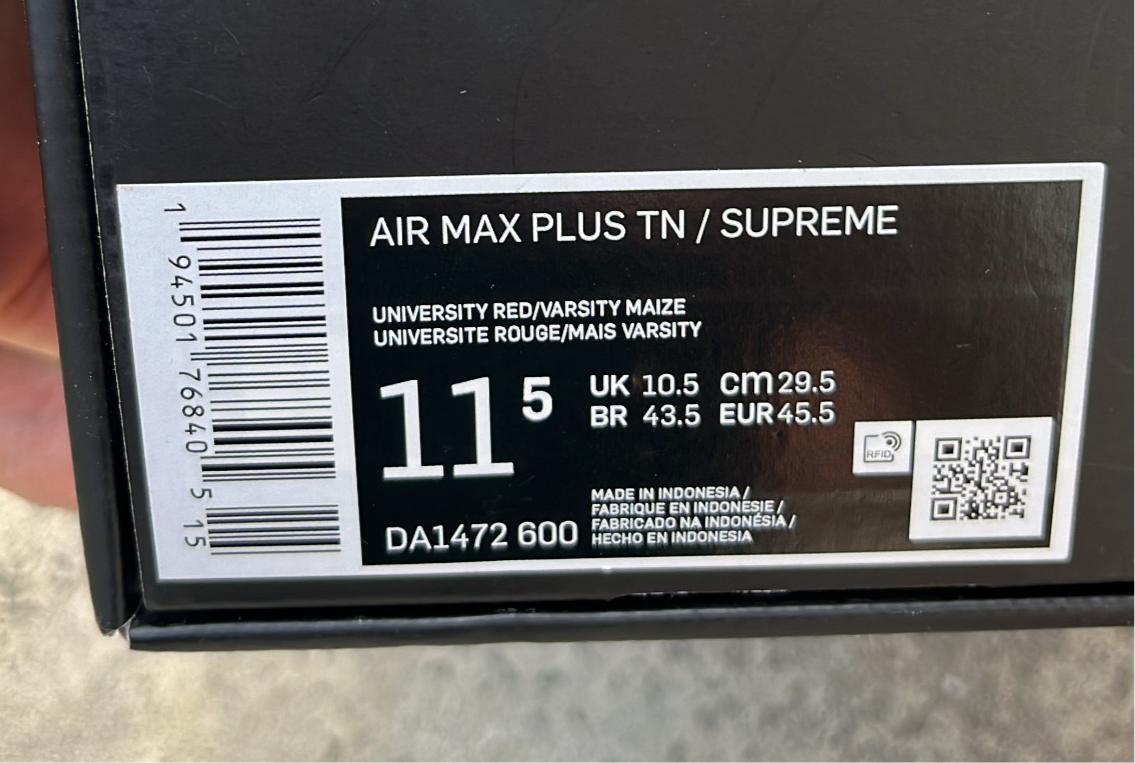 AIR MAX PLUS TN / SUPREME
UNIVERSITY RED/VARSITY MAIZE
UNIVERSITE ROUGE/MAIS VARSITY
11 5
UK 10.5 cm 29.5
BR 43.5 EUR 45.5
RFID
MADE IN INDONESIA /
FABRIQUE EN INDONESIE /
FABRICADO NA INDONÉSIA /
HECHO EN INDONESIA
DA1472 600
1 94501 76840 5 15